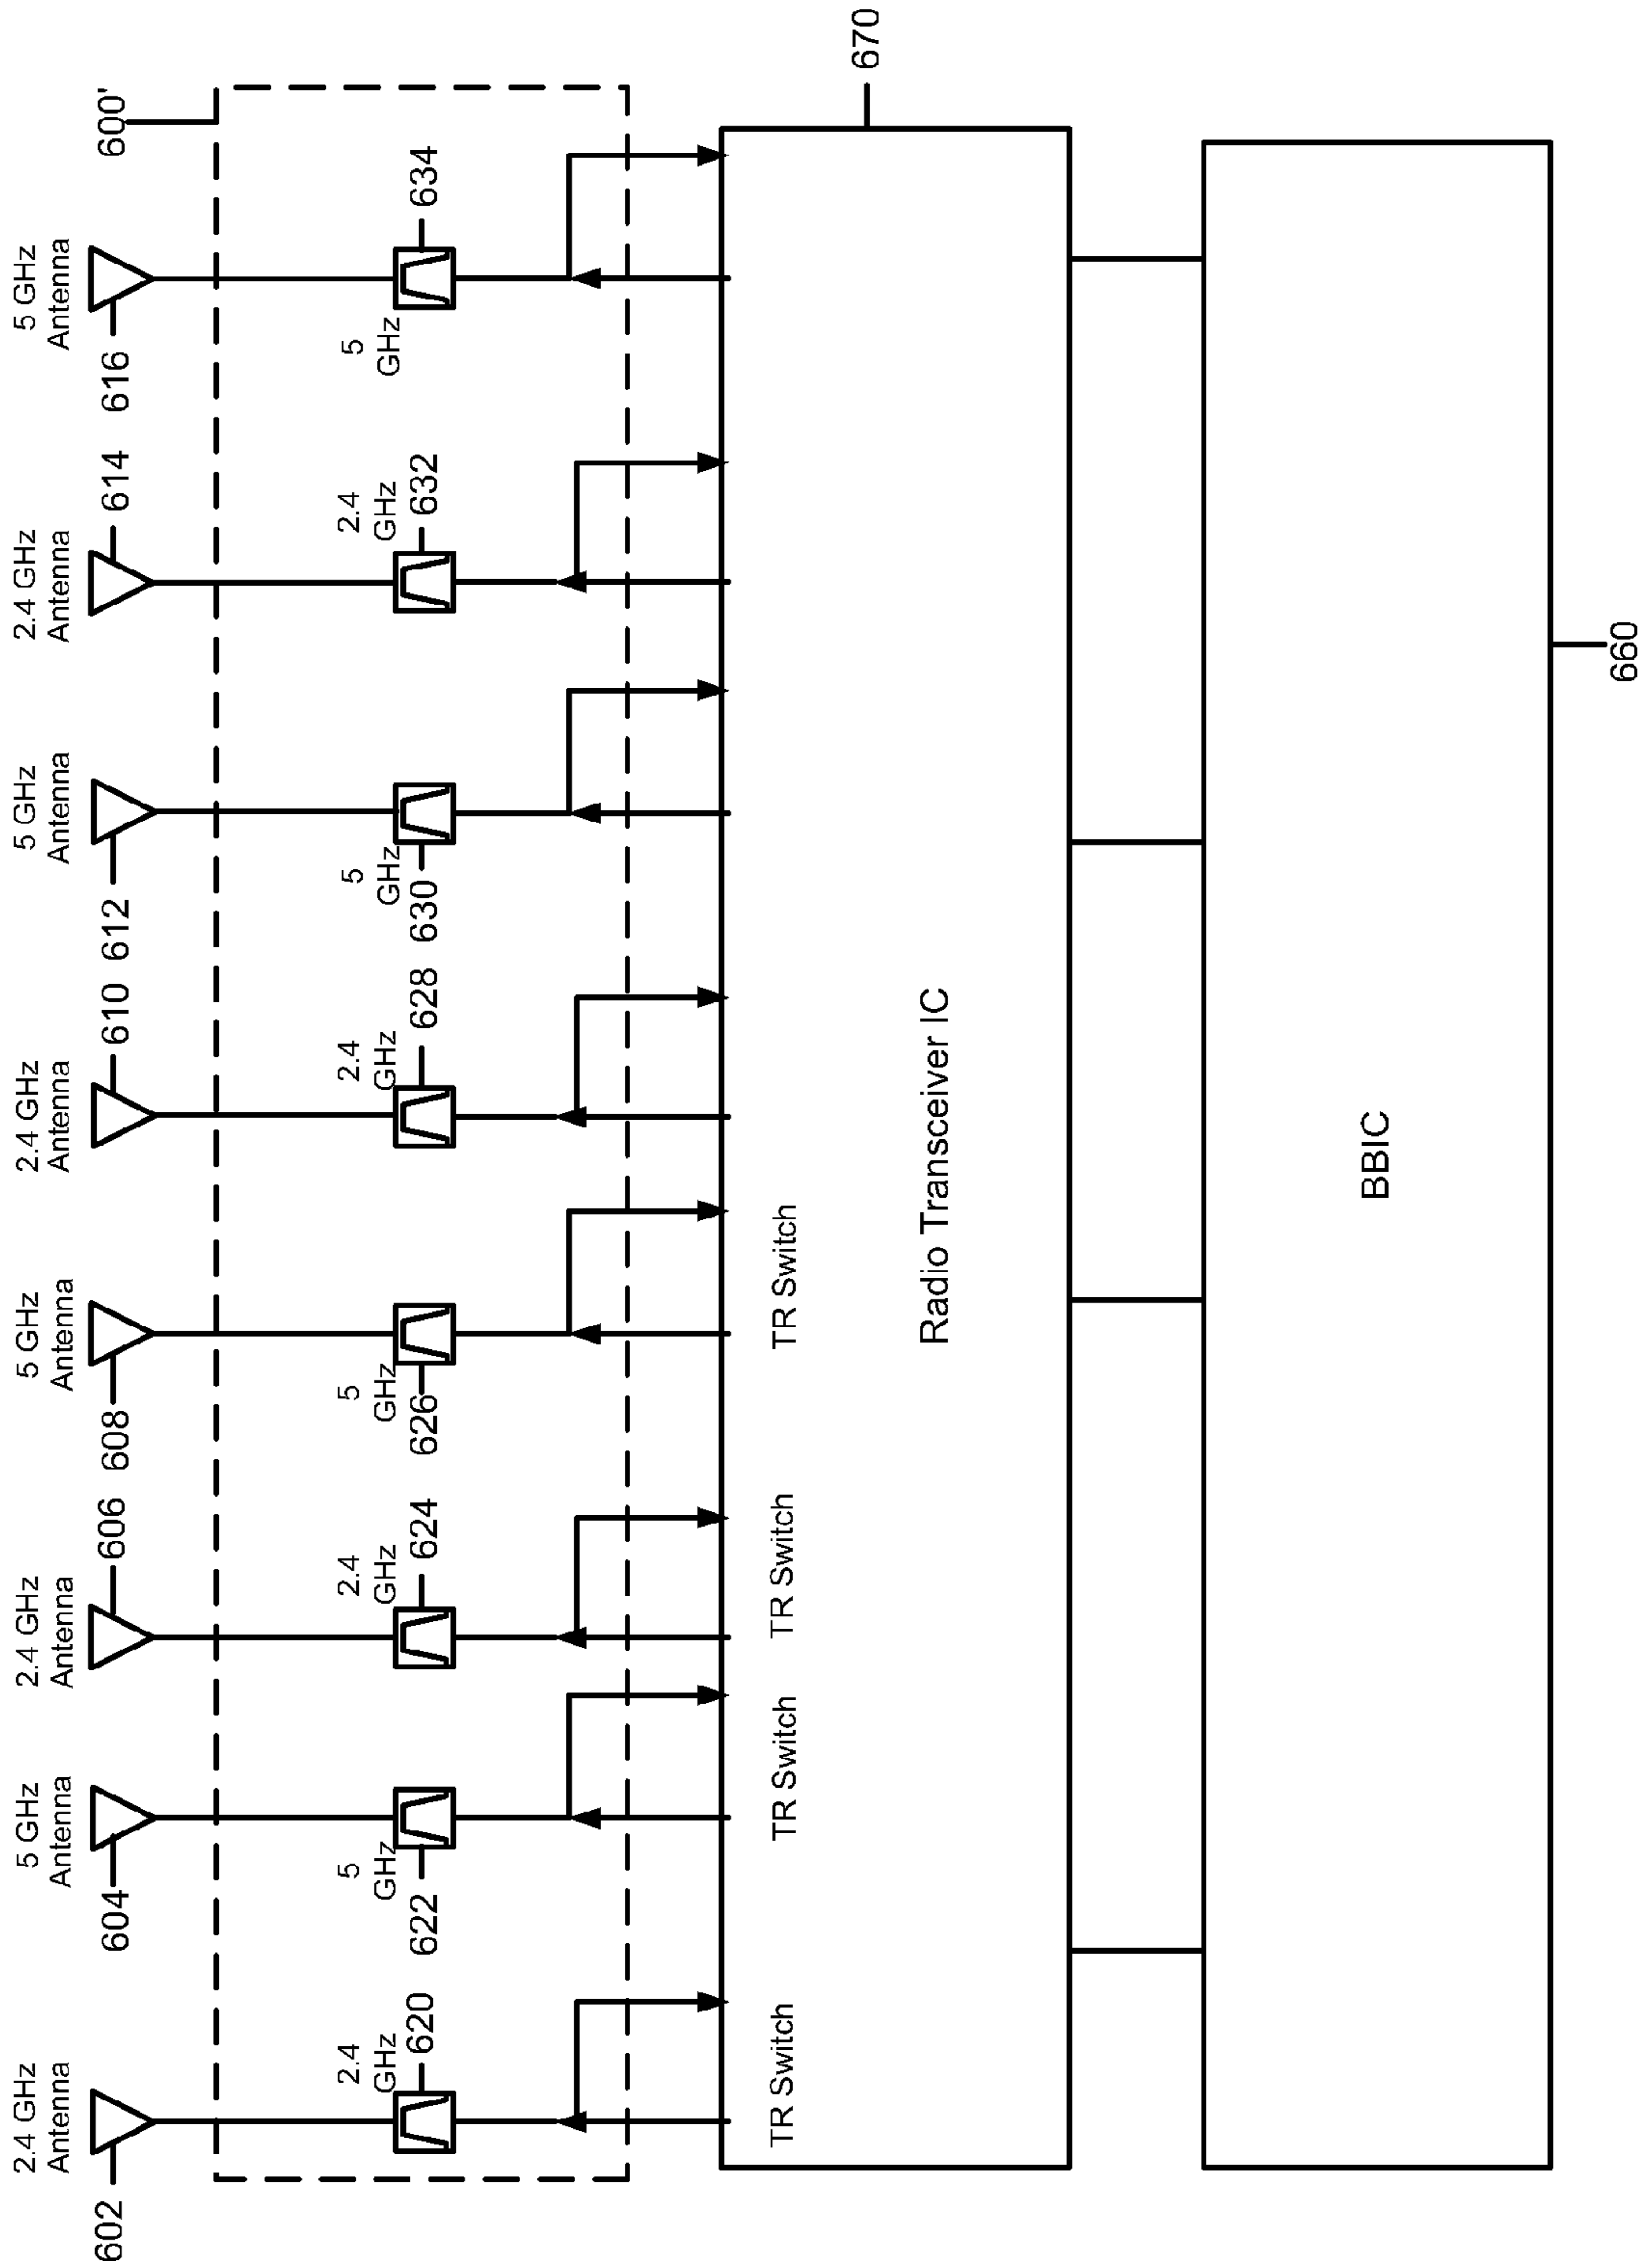 2.4 GHz
Antenna
5 GHz
Antenna
2.4 GHz
Antenna
5 GHz
Antenna
2.4 GHz
Antenna
5 GHz
Antenna
2.4 GHz
Antenna
5 GHz
Antenna
602
604
606
608
610
612
614
616
600'
2.4
GHz
620
5
GHz
622
2.4
GHz
624
5
GHz
626
2.4
GHz
628
5
GHz
630
2.4
GHz
632
5
GHz
634
TR Switch
TR Switch
TR Switch
TR Switch
Radio Transceiver IC
670
BBIC
660